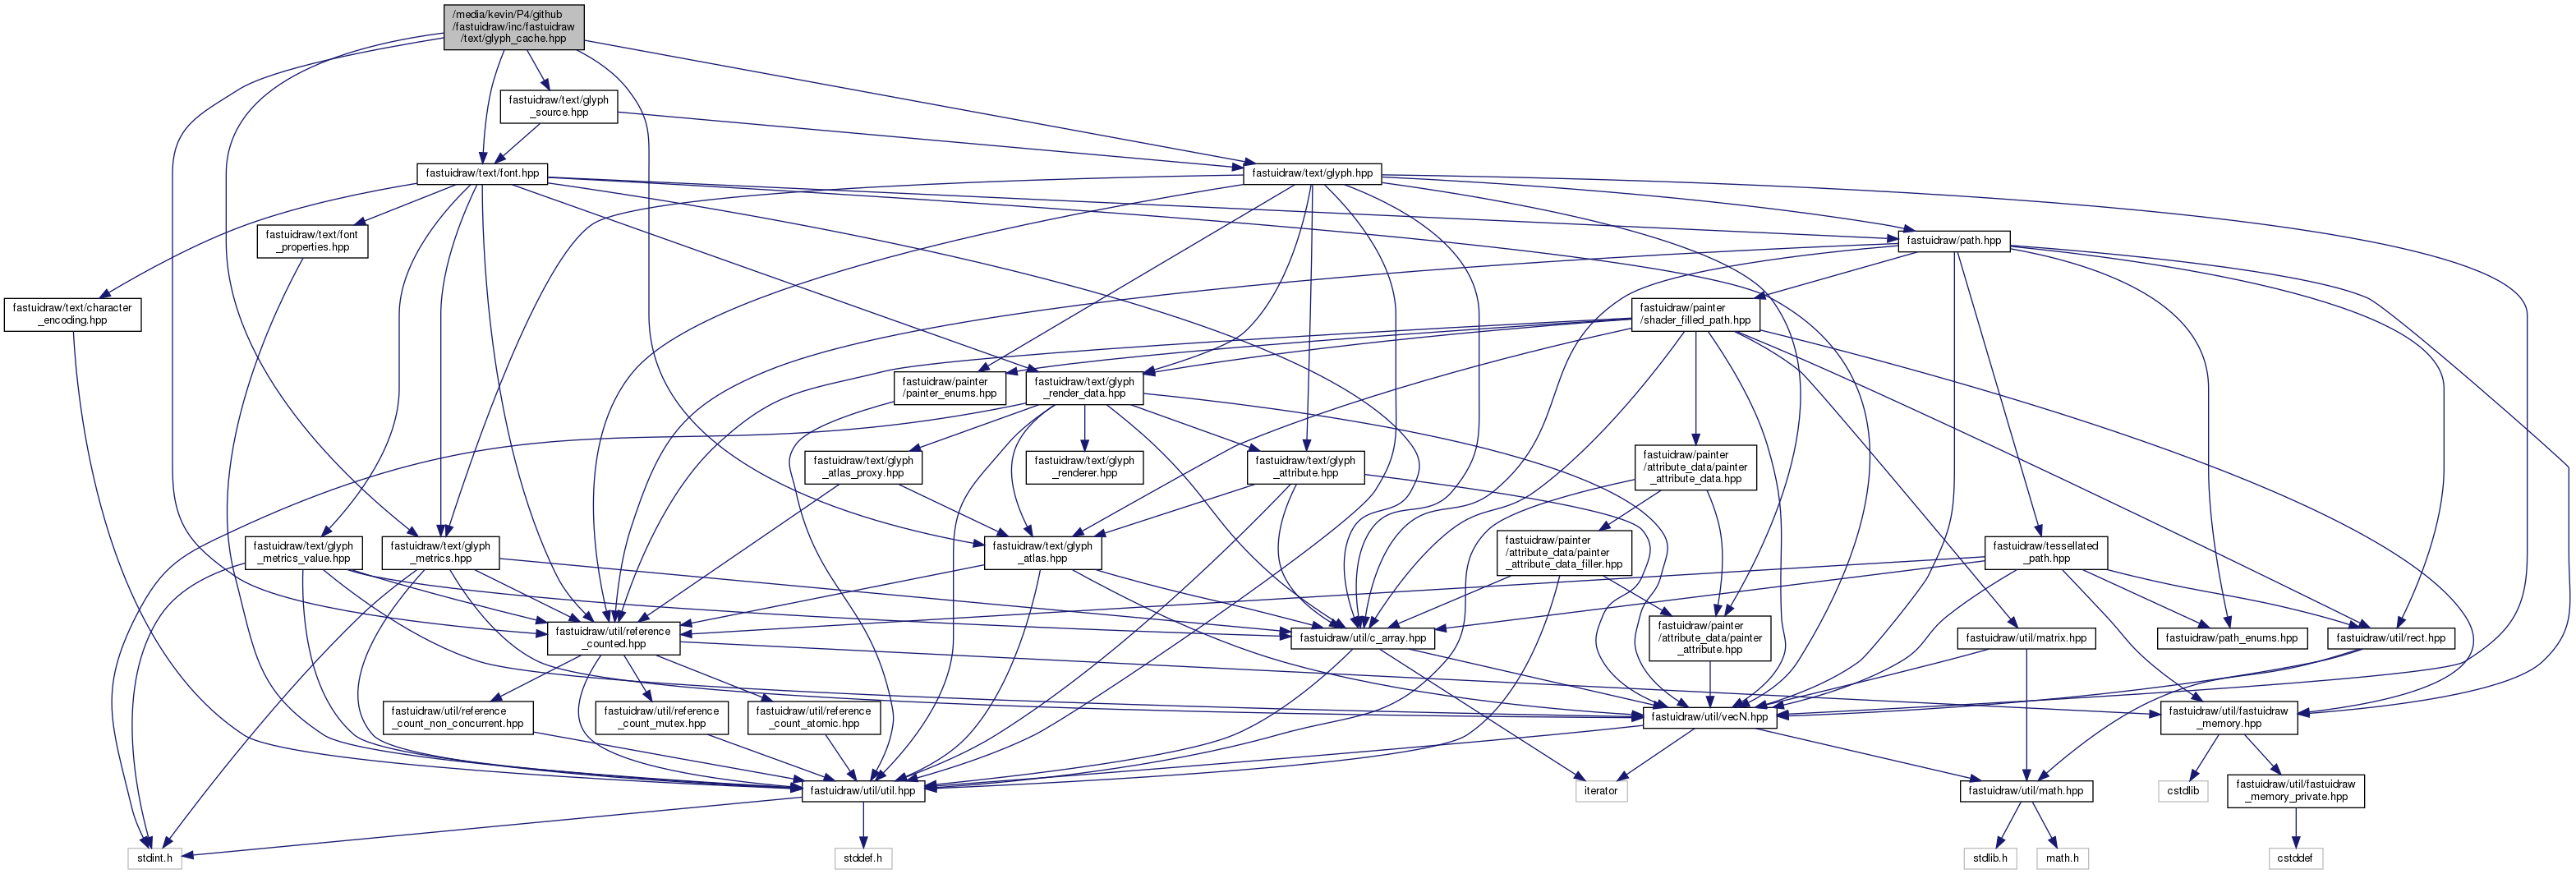 /media/kevin/P4/github
/fastuidraw/inc/fastuidraw
/text/glyph_cache.hpp
fastuidraw/text/glyph
_source.hpp
fastuidraw/text/font.hpp
fastuidraw/text/glyph.hpp
fastuidraw/text/font
_properties.hpp
fastuidraw/path.hpp
fastuidraw/text/character
_encoding.hpp
fastuidraw/painter
/shader_filled_path.hpp
fastuidraw/painter
/painter_enums.hpp
fastuidraw/text/glyph
_render_data.hpp
fastuidraw/text/glyph
_atlas_proxy.hpp
fastuidraw/text/glyph
_renderer.hpp
fastuidraw/text/glyph
_attribute.hpp
fastuidraw/painter
/attribute_data/painter
_attribute_data.hpp
fastuidraw/text/glyph
_metrics_value.hpp
fastuidraw/text/glyph
_metrics.hpp
fastuidraw/text/glyph
_atlas.hpp
fastuidraw/painter
/attribute_data/painter
_attribute_data_filler.hpp
fastuidraw/tessellated
_path.hpp
fastuidraw/util/reference
_counted.hpp
fastuidraw/util/c_array.hpp
fastuidraw/painter
/attribute_data/painter
_attribute.hpp
fastuidraw/util/matrix.hpp
fastuidraw/path_enums.hpp
fastuidraw/util/rect.hpp
fastuidraw/util/reference
_count_non_concurrent.hpp
fastuidraw/util/reference
_count_mutex.hpp
fastuidraw/util/reference
_count_atomic.hpp
fastuidraw/util/vecN.hpp
fastuidraw/util/fastuidraw
_memory.hpp
fastuidraw/util/util.hpp
iterator
fastuidraw/util/math.hpp
cstdlib
fastuidraw/util/fastuidraw
_memory_private.hpp
stdint.h
stddef.h
stdlib.h
math.h
cstddef